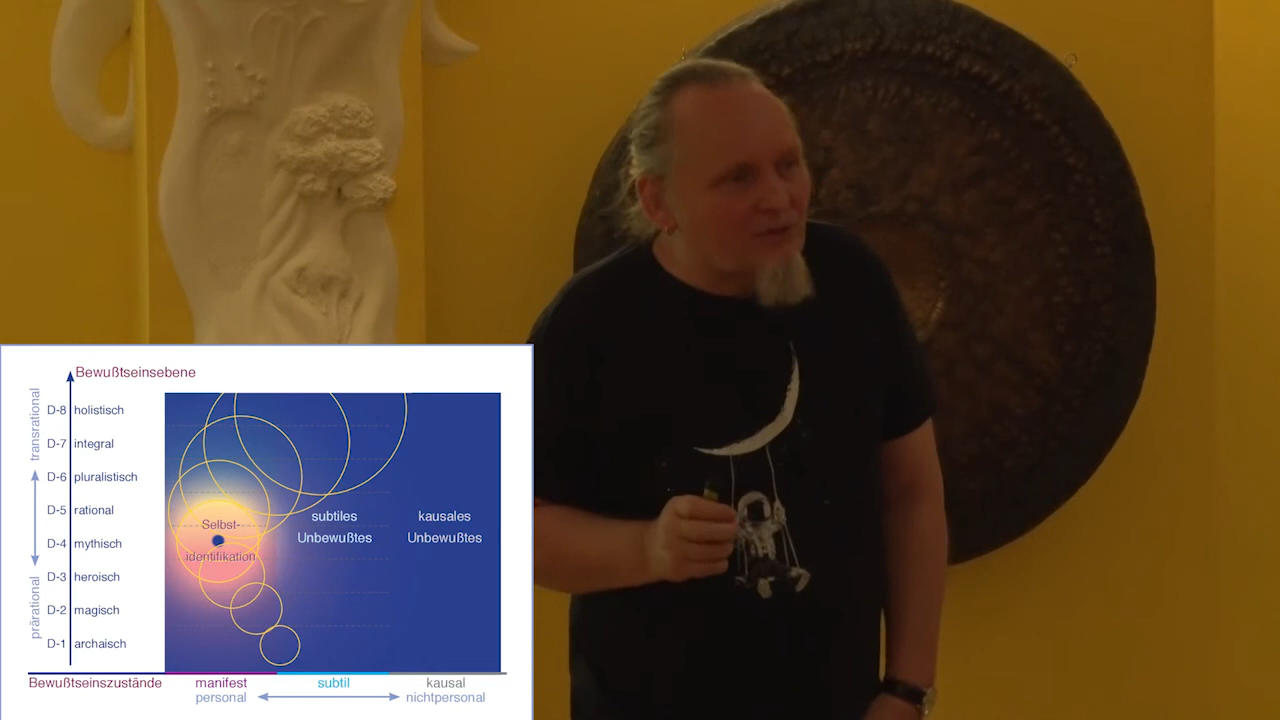 Bewußtseinsebene
transrational
prärational
D-8 holistisch
D-7 integral
D-6 pluralistisch
D-5 rational
D-4 mythisch
D-3 heroisch
D-2 magisch
D-1 archaisch
Selbst-
identifikation
subtiles
Unbewußtes
kausales
Unbewußtes
Bewußtseinszustände
manifest
subtil
kausal
personal
nichtpersonal